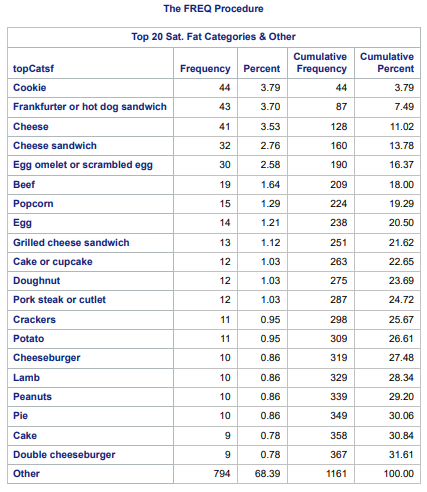 The FREQ Procedure
Top 20 Sat. Fat Categories & Other
topCatsf Frequency Percent Cumulative Frequency Cumulative Percent
Cookie 44 3.79 44 3.79
Frankfurter or hot dog sandwich 43 3.70 87 7.49
Cheese 41 3.53 128 11.02
Cheese sandwich 32 2.76 160 13.78
Egg omelet or scrambled egg 30 2.58 190 16.37
Beef 19 1.64 209 18.00
Popcorn 15 1.29 224 19.29
Egg 14 1.21 238 20.50
Grilled cheese sandwich 13 1.12 251 21.62
Cake or cupcake 12 1.03 263 22.65
Doughnut 12 1.03 275 23.69
Pork steak or cutlet 12 1.03 287 24.72
Crackers 11 0.95 298 25.67
Potato 11 0.95 309 26.61
Cheeseburger 10 0.86 319 27.48
Lamb 10 0.86 329 28.34
Peanuts 10 0.86 339 29.20
Pie 10 0.86 349 30.06
Cake 9 0.78 358 30.84
Double cheeseburger 9 0.78 367 31.61
Other 794 68.39 1161 100.00